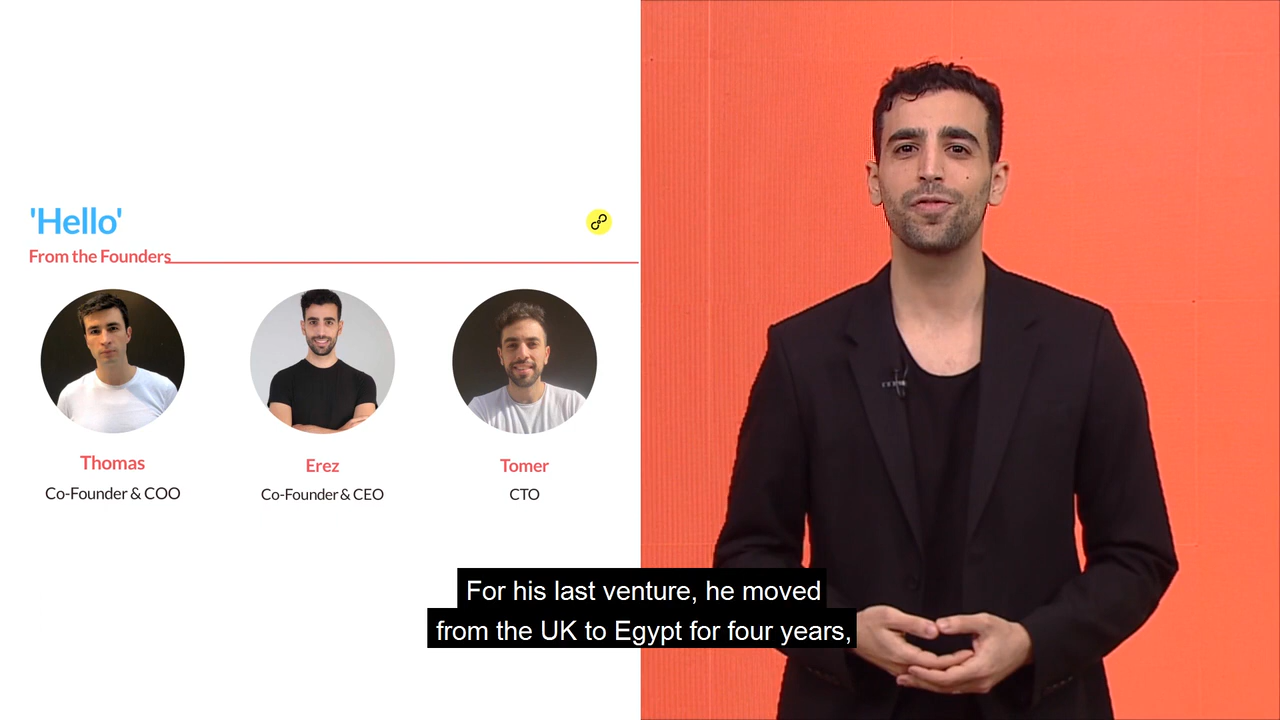 'Hello'
From the Founders
Thomas
Erez
Tomer
Co-Founder & COO
Co-Founder & CEO
CTO
For his last venture, he moved
from the UK to Egypt for four years,